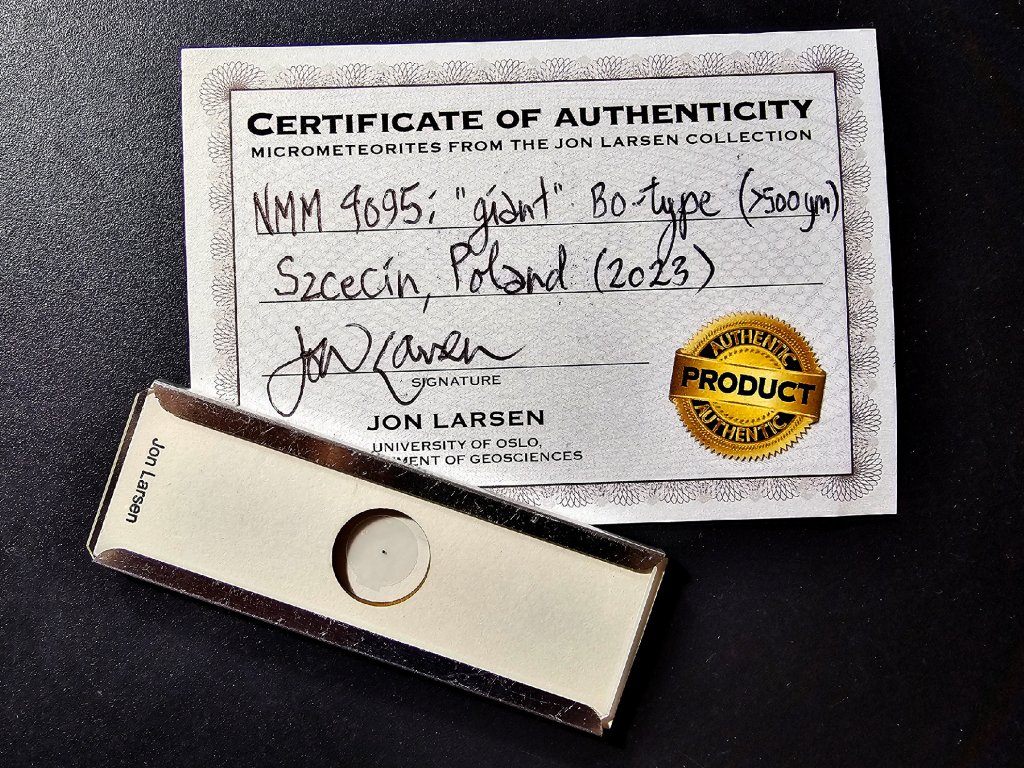 CERTIFICATE OF AUTHENTICITY
MICROMETEORITES FROM THE JON LARSEN COLLECTION
NMM 4095: "giant" BO-type (>500 µm)
Szcecin, Poland (2023)
Jon Larsen
SIGNATURE
JON LARSEN
UNIVERSITY OF OSLO,
MENT OF GEOSCIENCES
AUTHENTIC
PRODUCT
AUTHENTIC
Jon Larsen